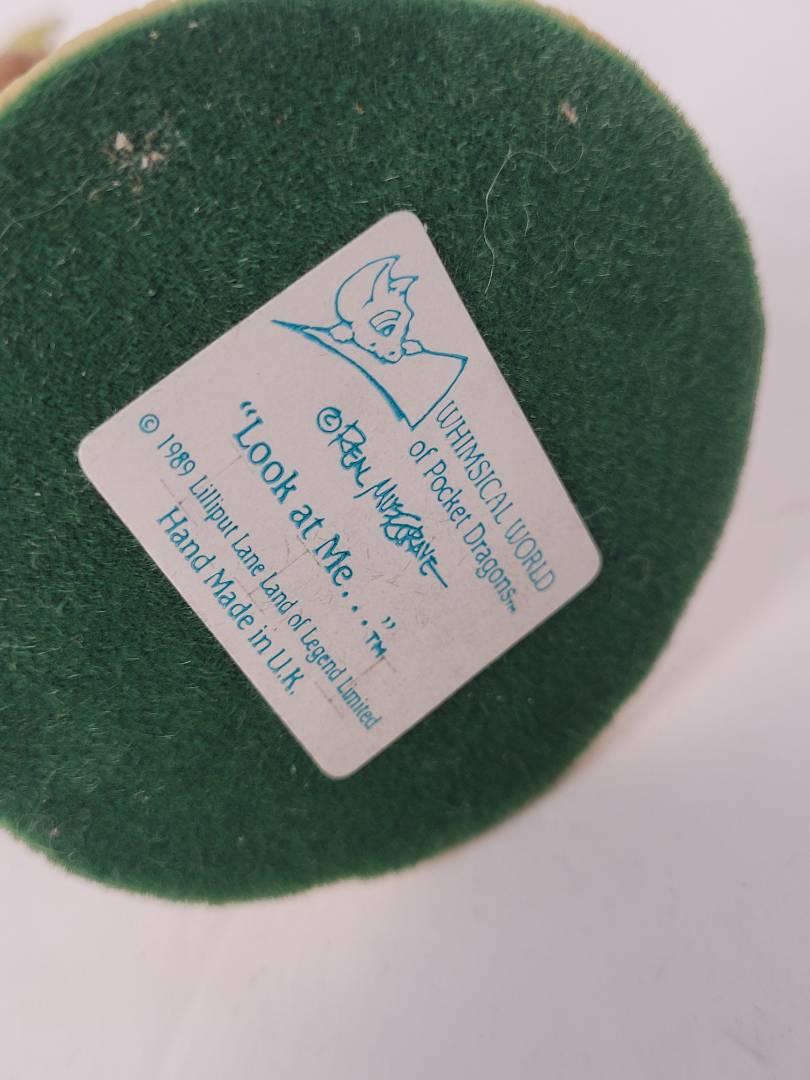 WHIMSICAL WORLD
of Pocket Dragons™
© REAL MUSGRAVE
“Look at Me...”™
© 1989 Lilliput Lane Land of Legend Limited
Hand Made in U.K.